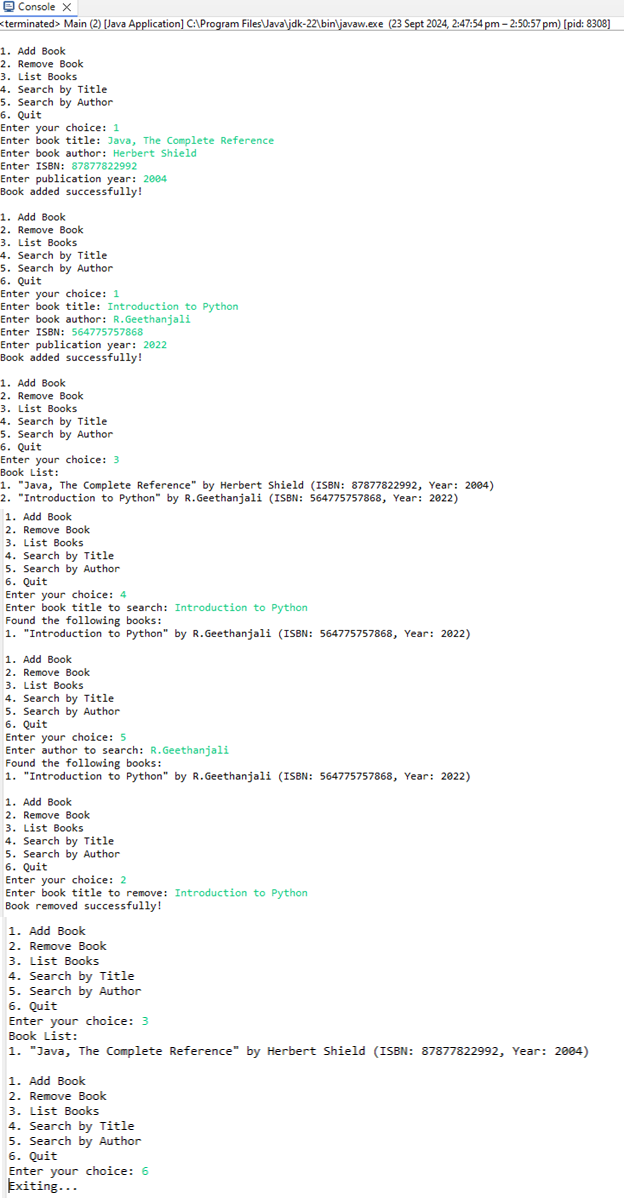 Console
<terminated> Main (2) [Java Application] C:\Program Files\Java\jdk-22\bin\javaw.exe (23 Sept 2024, 2:47:54 pm – 2:50:57 pm) [pid: 8308]
1. Add Book
2. Remove Book
3. List Books
4. Search by Title
5. Search by Author
6. Quit
Enter your choice: 1
Enter book title: Java, The Complete Reference
Enter book author: Herbert Shield
Enter ISBN: 87877822992
Enter publication year: 2004
Book added successfully!
1. Add Book
2. Remove Book
3. List Books
4. Search by Title
5. Search by Author
6. Quit
Enter your choice: 1
Enter book title: Introduction to Python
Enter book author: R.Geethanjali
Enter ISBN: 564775757868
Enter publication year: 2022
Book added successfully!
1. Add Book
2. Remove Book
3. List Books
4. Search by Title
5. Search by Author
6. Quit
Enter your choice: 3
Book List:
1. "Java, The Complete Reference" by Herbert Shield (ISBN: 87877822992, Year: 2004)
2. "Introduction to Python" by R.Geethanjali (ISBN: 564775757868, Year: 2022)
1. Add Book
2. Remove Book
3. List Books
4. Search by Title
5. Search by Author
6. Quit
Enter your choice: 4
Enter book title to search: Introduction to Python
Found the following books:
1. "Introduction to Python" by R.Geethanjali (ISBN: 564775757868, Year: 2022)
1. Add Book
2. Remove Book
3. List Books
4. Search by Title
5. Search by Author
6. Quit
Enter your choice: 5
Enter author to search: R.Geethanjali
Found the following books:
1. "Introduction to Python" by R.Geethanjali (ISBN: 564775757868, Year: 2022)
1. Add Book
2. Remove Book
3. List Books
4. Search by Title
5. Search by Author
6. Quit
Enter your choice: 2
Enter book title to remove: Introduction to Python
Book removed successfully!
1. Add Book
2. Remove Book
3. List Books
4. Search by Title
5. Search by Author
6. Quit
Enter your choice: 3
Book List:
1. "Java, The Complete Reference" by Herbert Shield (ISBN: 87877822992, Year: 2004)
1. Add Book
2. Remove Book
3. List Books
4. Search by Title
5. Search by Author
6. Quit
Enter your choice: 6
Exiting...